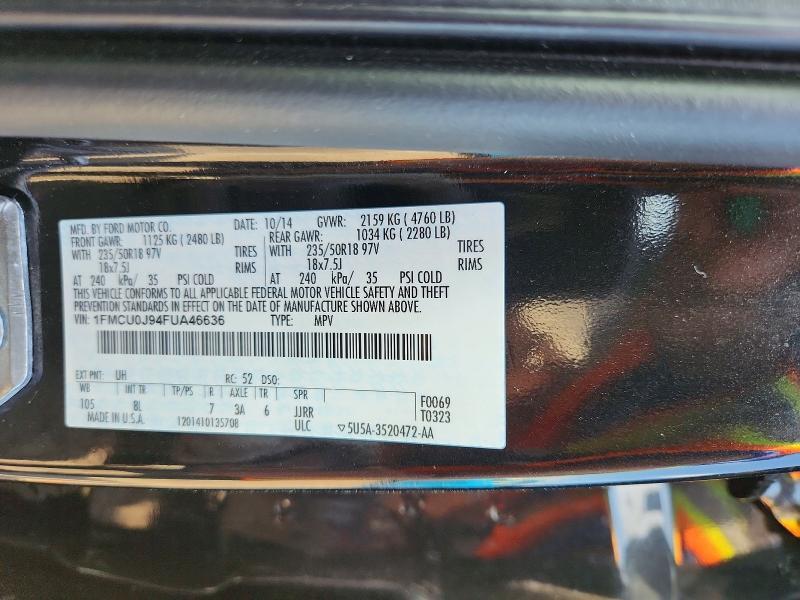 MFD. BY FORD MOTOR CO. DATE: 10/14 GVWR: 2159 KG ( 4760 LB)
FRONT GAWR: 1125 KG ( 2480 LB) REAR GAWR: 1034 KG ( 2280 LB)
WITH 235/50R18 97V TIRES WITH 235/50R18 97V TIRES
18x7.5J RIMS 18x7.5J RIMS
AT 240 kPa/ 35 PSI COLD AT 240 kPa/ 35 PSI COLD
THIS VEHICLE CONFORMS TO ALL APPLICABLE FEDERAL MOTOR VEHICLE SAFETY AND THEFT
PREVENTION STANDARDS IN EFFECT ON THE DATE OF MANUFACTURE SHOWN ABOVE.
VIN: 1FMCU0J94FUA46636 TYPE: MPV
EXT PNT: UH RC: 52 DSO:
WB INT TR TP/PS R AXLE TR SPR F0069
105 8L 7 3A 6 JJRR T0323
MADE IN U.S.A. 1201410135708 ULC ▽5U5A-3520472-AA